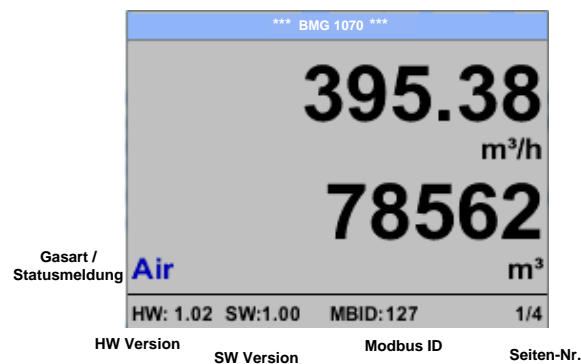 *** BMG 1070 ***
395.38
m³/h
78562
Gasart /
Statusmeldung
Air
m³
HW: 1.02 SW:1.00 MBID:127 1/4
HW Version
SW Version
Modbus ID
Seiten-Nr.